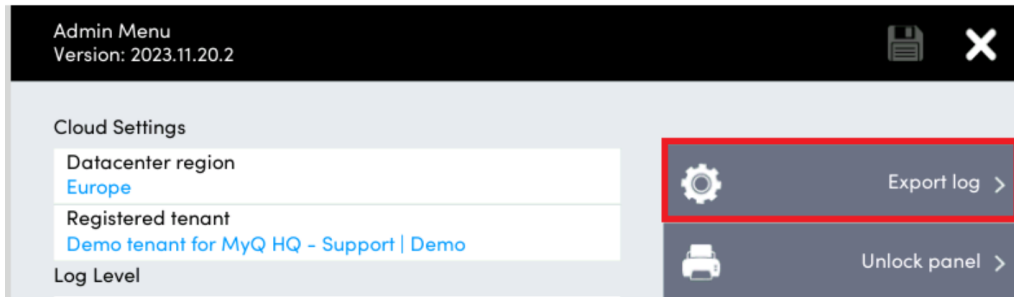 Admin Menu
Version: 2023.11.20.2
Cloud Settings
Datacenter region
Europe
Registered tenant
Demo tenant for MyQ HQ - Support | Demo
Log Level
Export log
Unlock panel